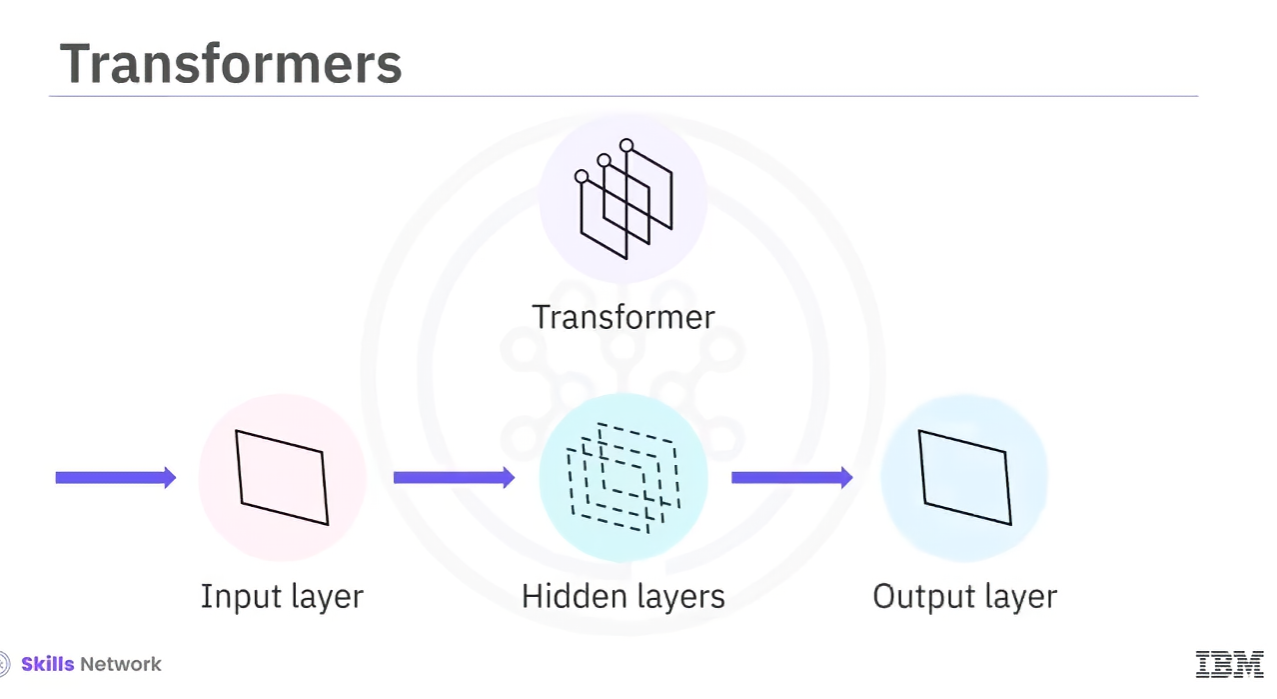 Transformers
Transformer
Input layer
Hidden layers
Output layer
Skills Network
IBM